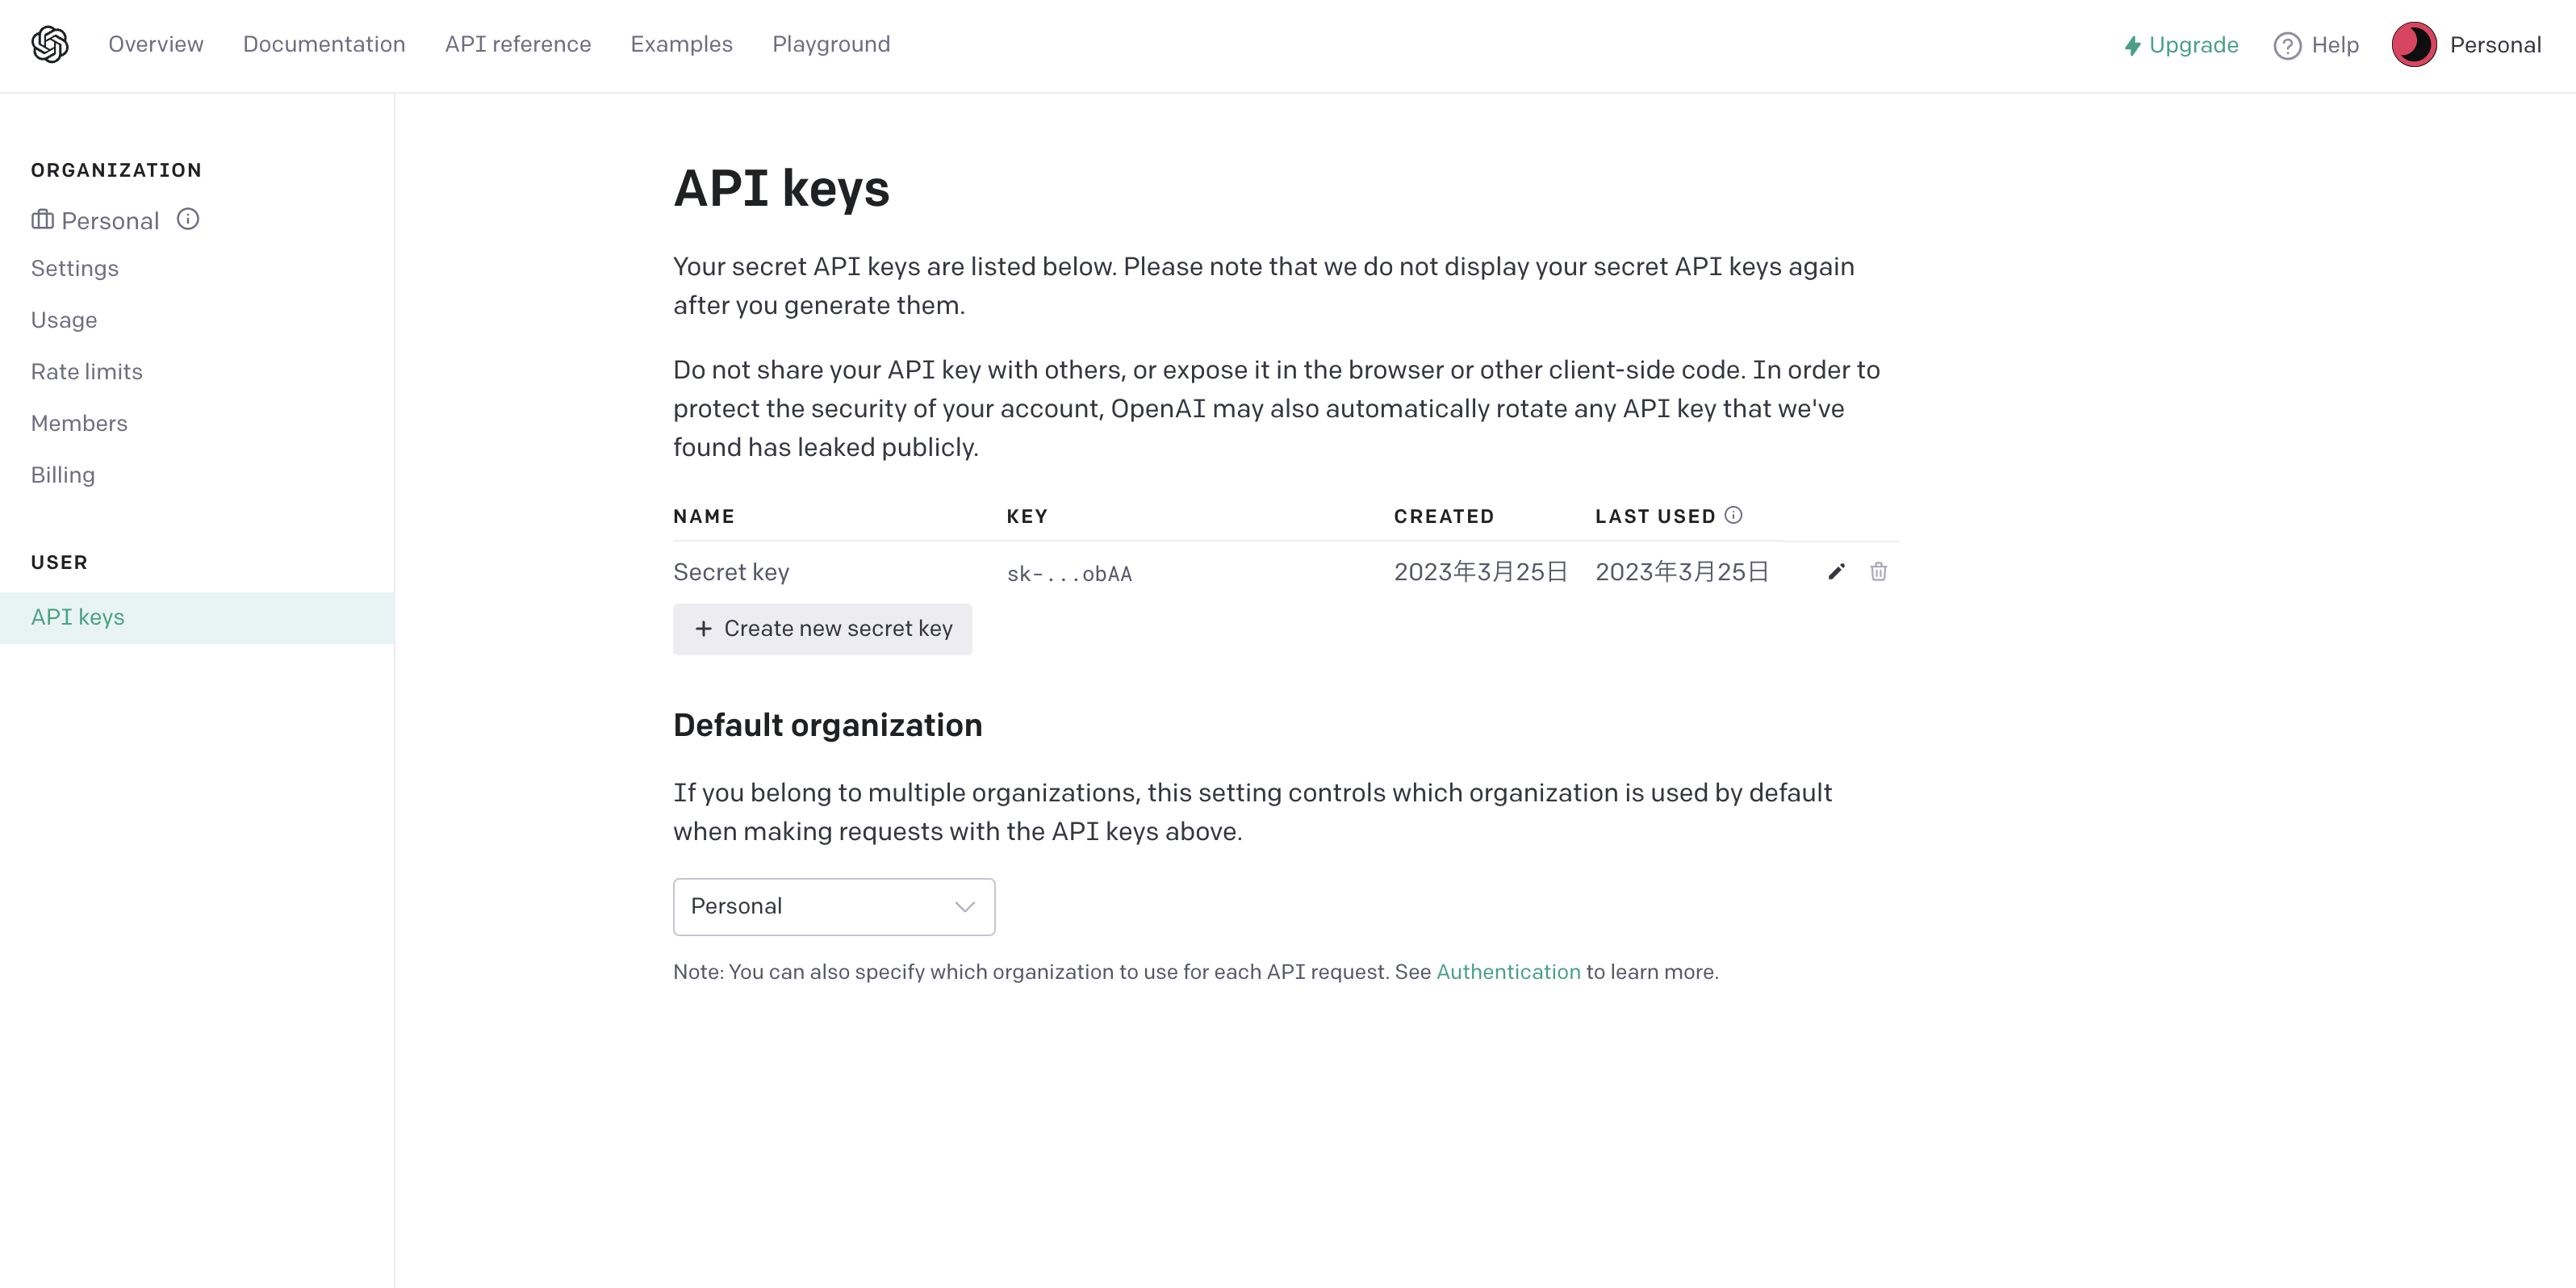 Overview Documentation API reference Examples Playground Upgrade Help Personal
ORGANIZATION
Personal
Settings
Usage
Rate limits
Members
Billing
USER
API keys
API keys
Your secret API keys are listed below. Please note that we do not display your secret API keys again
after you generate them.
Do not share your API key with others, or expose it in the browser or other client-side code. In order to
protect the security of your account, OpenAI may also automatically rotate any API key that we've
found has leaked publicly.
NAME KEY CREATED LAST USED
Secret key sk-...obAA 2023年3月25日 2023年3月25日
+ Create new secret key
Default organization
If you belong to multiple organizations, this setting controls which organization is used by default
when making requests with the API keys above.
Personal
Note: You can also specify which organization to use for each API request. See Authentication to learn more.